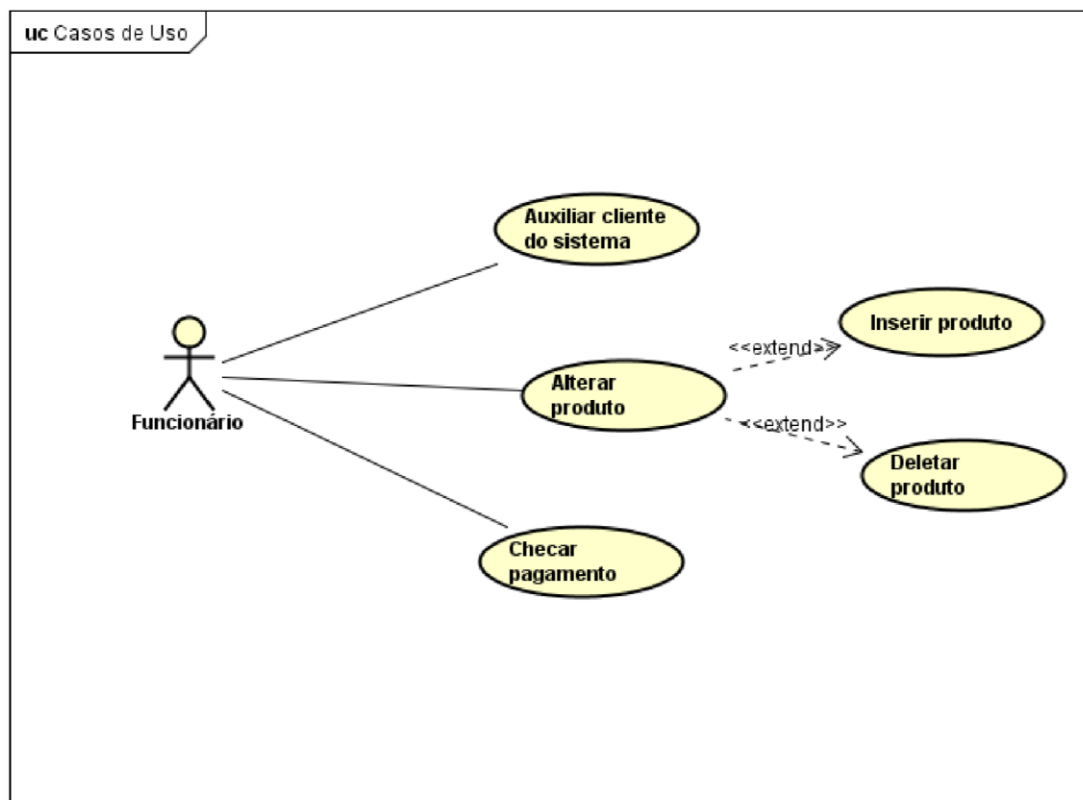 uc Casos de Uso
Auxiliar cliente
do sistema
Inserir produto
<<extend>>
Alterar
produto
Funcionário
<<extend>>
Deletar
produto
Checar
pagamento